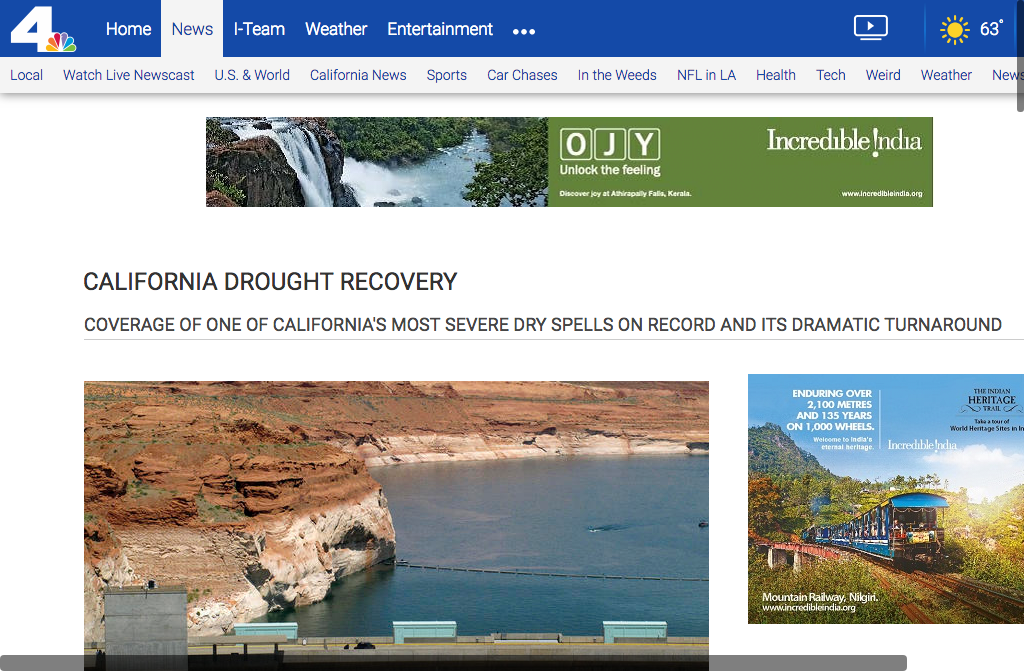 4
Home
News
I-Team
Weather
Entertainment
63°
Local
Watch Live Newscast
U.S. & World
California News
Sports
Car Chases
In the Weeds
NFL in LA
Health
Tech
Weird
Weather
News
OJY
Unlock the feeling
Discover joy at Athirapally Falls, Kerala.
Incredible !ndia
www.incredibleindia.org
CALIFORNIA DROUGHT RECOVERY
COVERAGE OF ONE OF CALIFORNIA'S MOST SEVERE DRY SPELLS ON RECORD AND ITS DRAMATIC TURNAROUND
ENDURING OVER
2,100 METRES
AND 135 YEARS
ON 1,000 WHEELS.
Welcome to India's
eternal heritage.
Incredible !ndia
THE INDIAN
HERITAGE
TRAIL
Take a tour of
World Heritage Sites in In
Mountain Railway, Nilgiri.
www.incredibleindia.org